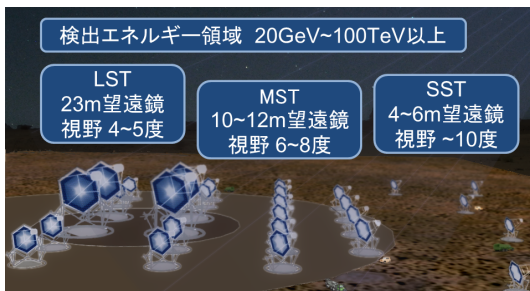 検出エネルギー領域 20GeV~100TeV以上
LST
23m望遠鏡
視野 4~5度
MST
10~12m望遠鏡
視野 6~8度
SST
4~6m望遠鏡
視野 ~10度